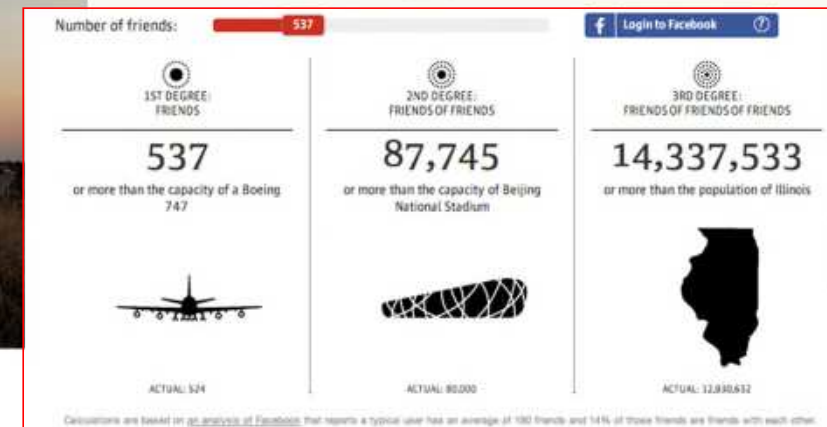 Number of friends:
537
Login to Facebook
?
1ST DEGREE:
FRIENDS
537
or more than the capacity of a Boeing
747
ACTUAL: 524
2ND DEGREE:
FRIENDS OF FRIENDS
87,745
or more than the capacity of Beijing
National Stadium
ACTUAL: 80,000
3RD DEGREE:
FRIENDS OF FRIENDS OF FRIENDS
14,337,533
or more than the population of Illinois
ACTUAL: 12,830,632
Calculations are based on an analysis of Facebook that reports a typical user has an average of 190 friends and 14% of those friends are friends with each other.